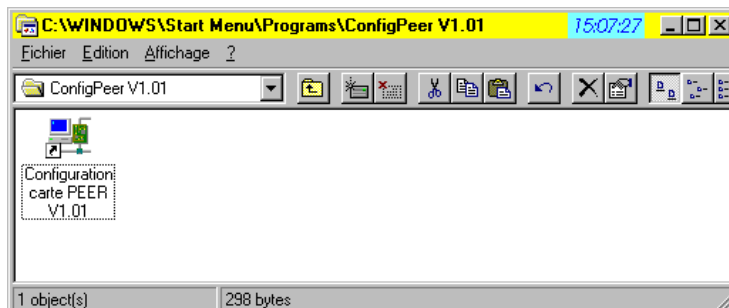 C:\WINDOWS\Start Menu\Programs\ConfigPeer V1.01 15:07:27
Fichier Edition Affichage ?
ConfigPeer V1.01
Configuration
carte PEER
V1.01
1 object(s) 298 bytes